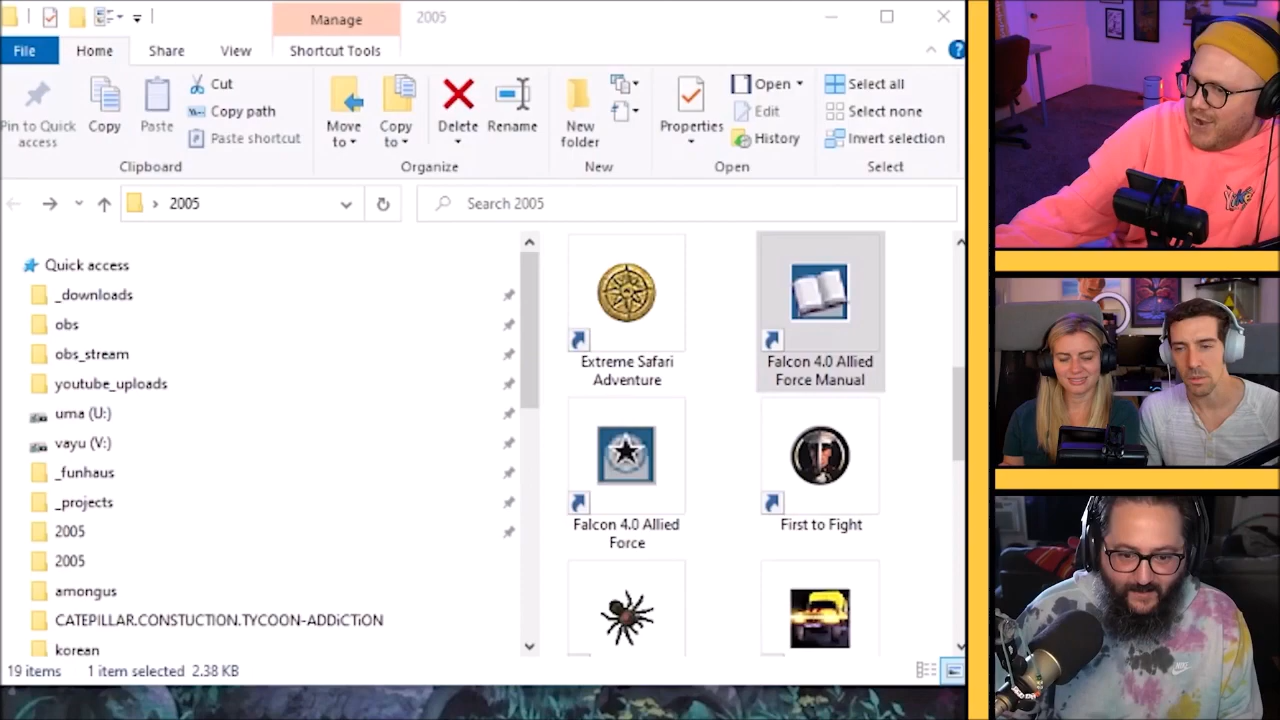 Manage
2005
File
Home
Share
View
Shortcut Tools
Pin to Quick access
Copy
Paste
Cut
Copy path
Paste shortcut
Clipboard
Move to
Copy to
Delete
Rename
Organize
New folder
New
Properties
Open
Edit
History
Open
Select all
Select none
Invert selection
Select
2005
Search 2005
Quick access
_downloads
obs
obs_stream
youtube_uploads
uma (U:)
vayu (V:)
_funhaus
_projects
2005
2005
amongus
CATEPILLAR.CONSTUCTION.TYCOON-ADDiCTiON
korean
Extreme Safari
Adventure
Falcon 4.0 Allied
Force Manual
Falcon 4.0 Allied
Force
First to Fight
19 items
1 item selected 2.38 KB